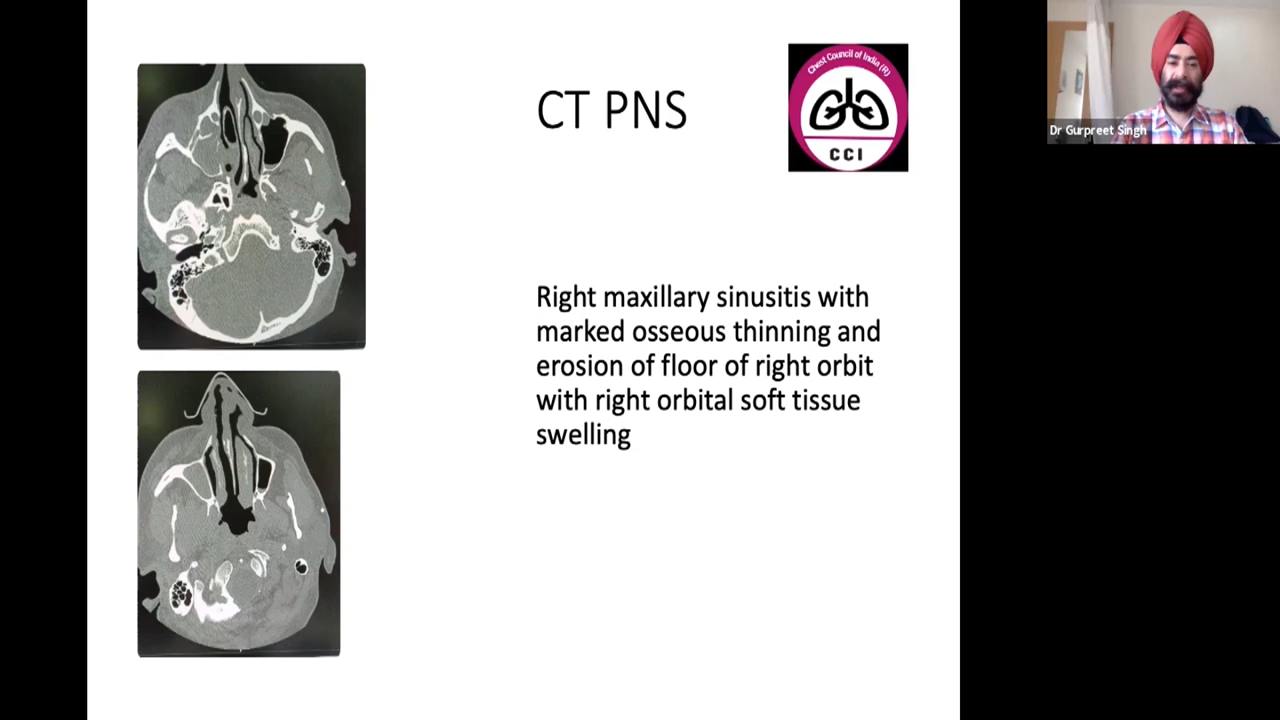 CT PNS
Chest Council of India (R)
CCI
Dr Gurpreet Singh
Right maxillary sinusitis with
marked osseous thinning and
erosion of floor of right orbit
with right orbital soft tissue
swelling